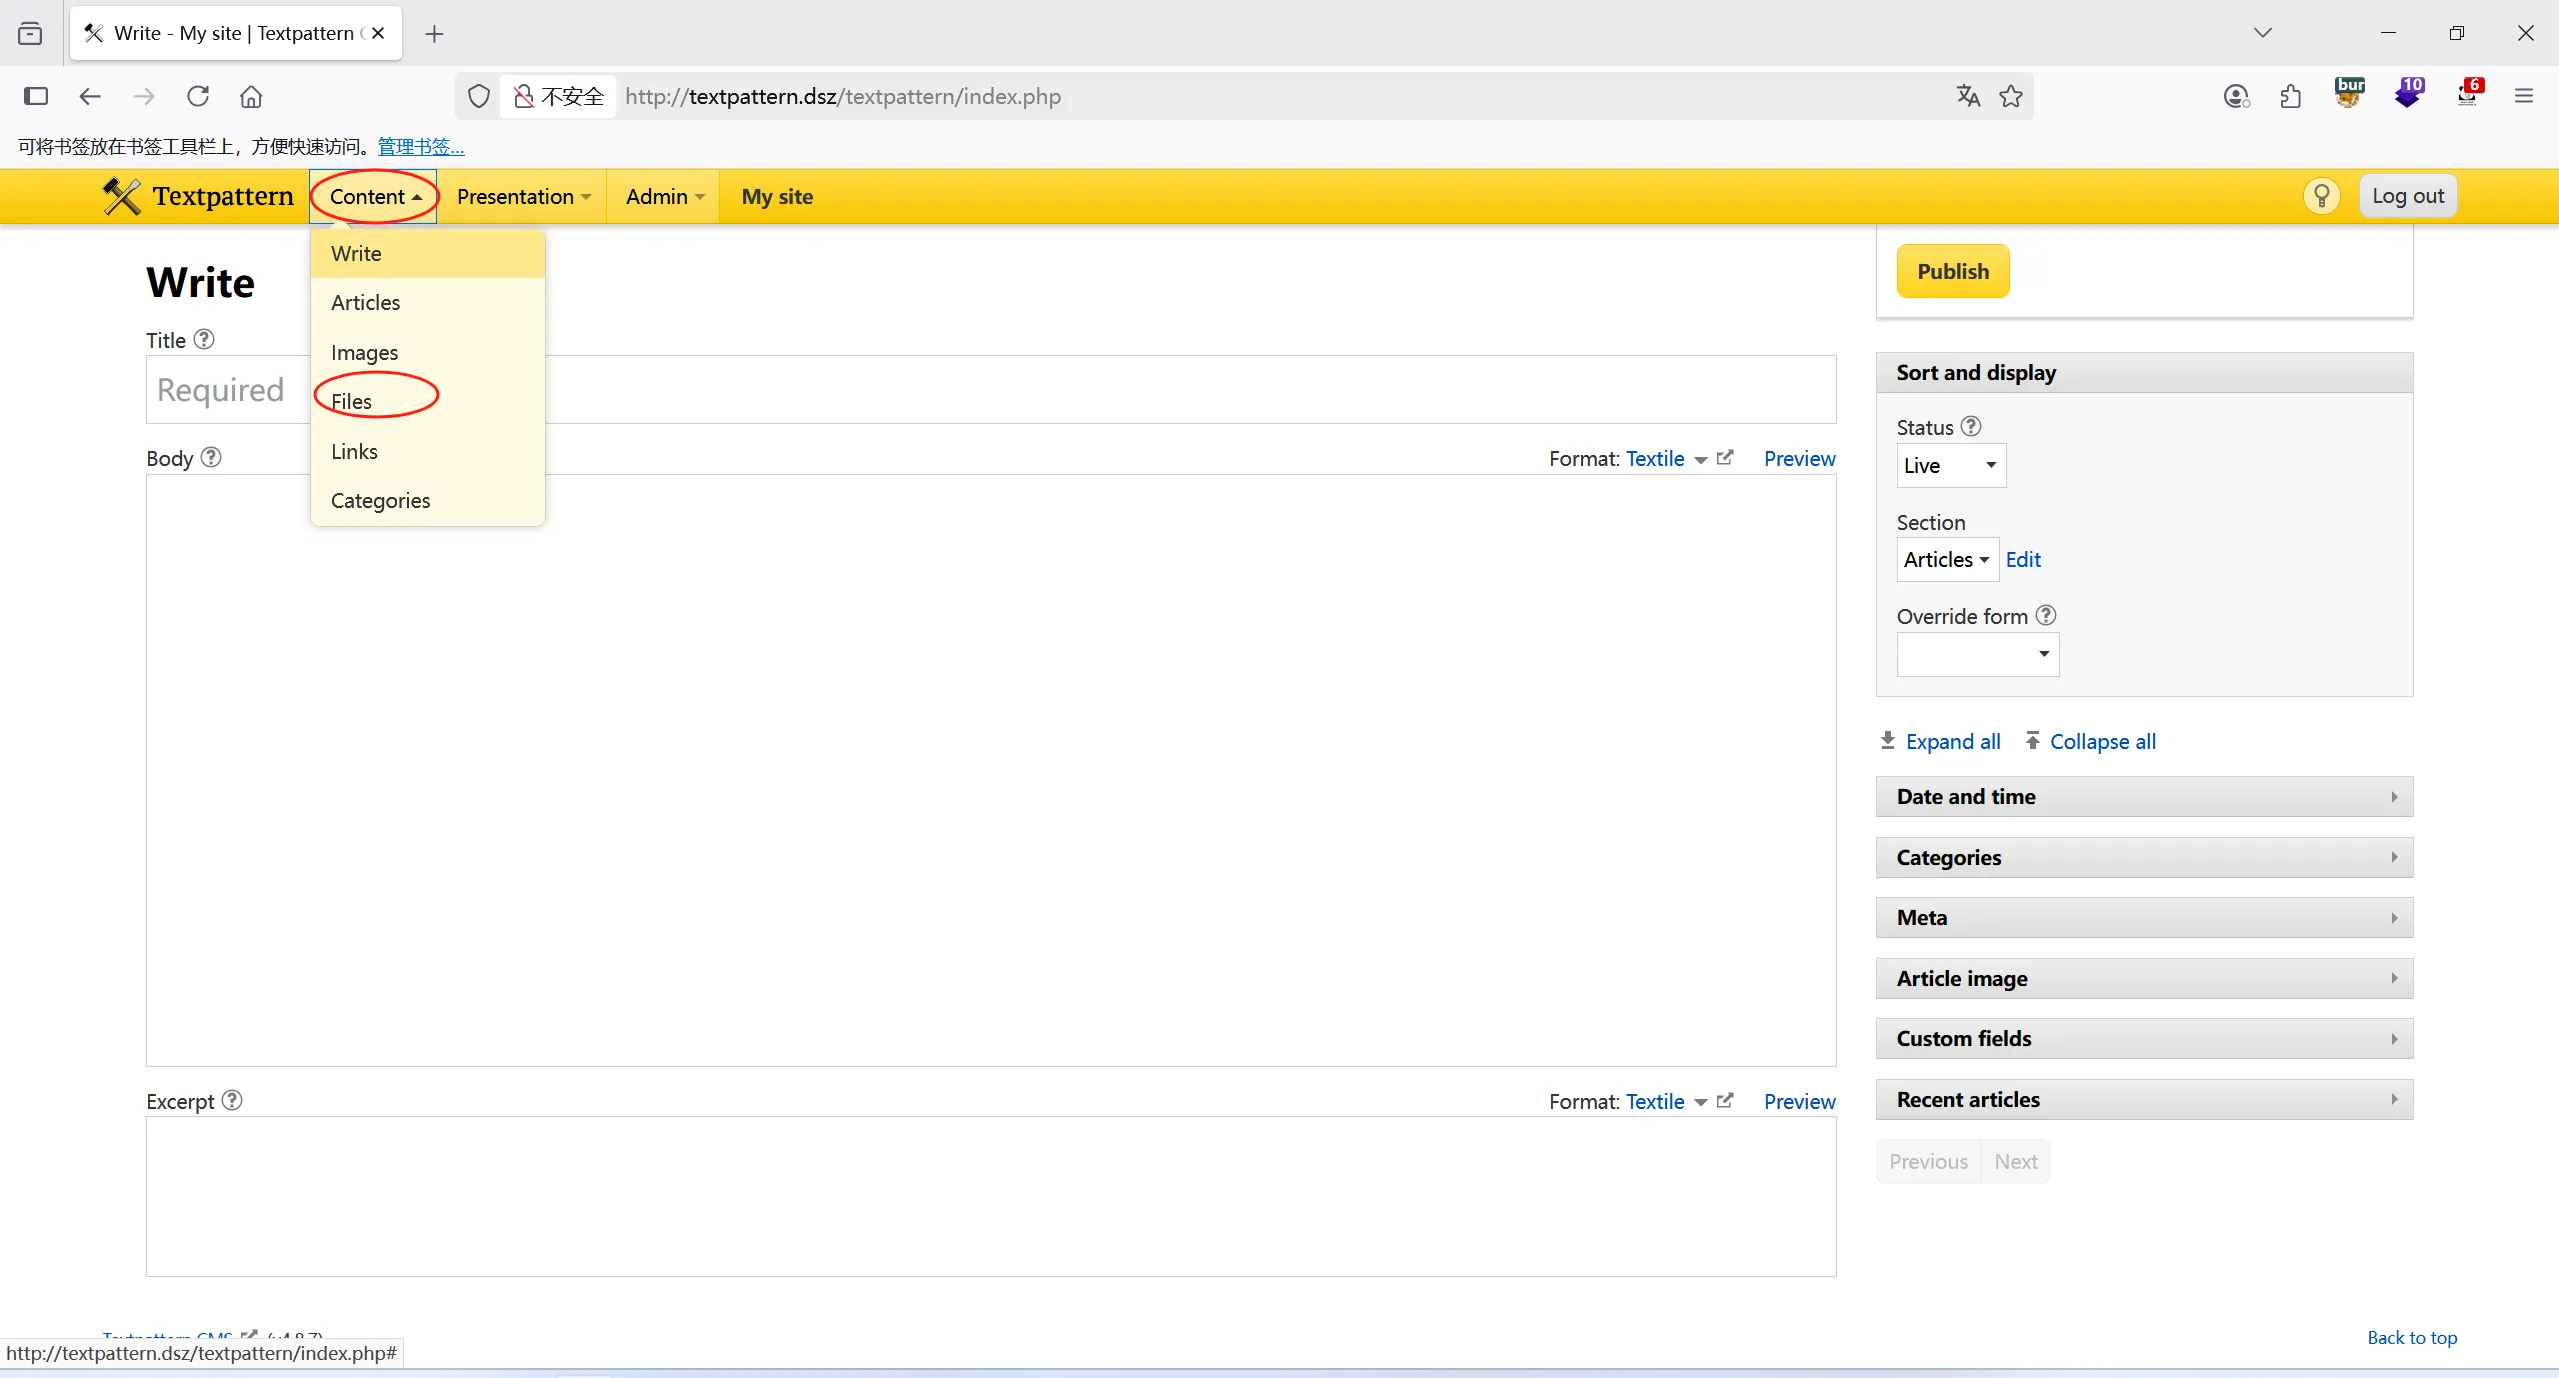 Write - My site | Textpattern
不安全 http://textpattern.dsz/textpattern/index.php
bur 10 6
可将书签放在书签工具栏上，方便快速访问。管理书签...
Textpattern Content Presentation Admin My site Log out
Write
Articles
Images
Files
Links
Categories
Write
Title
Required
Body
Format: Textile Preview
Excerpt
Format: Textile Preview
Publish
Sort and display
Status
Live
Section
Articles Edit
Override form
Expand all Collapse all
Date and time
Categories
Meta
Article image
Custom fields
Recent articles
Previous Next
Textpattern CMS (v4.8.7)
Back to top
http://textpattern.dsz/textpattern/index.php#